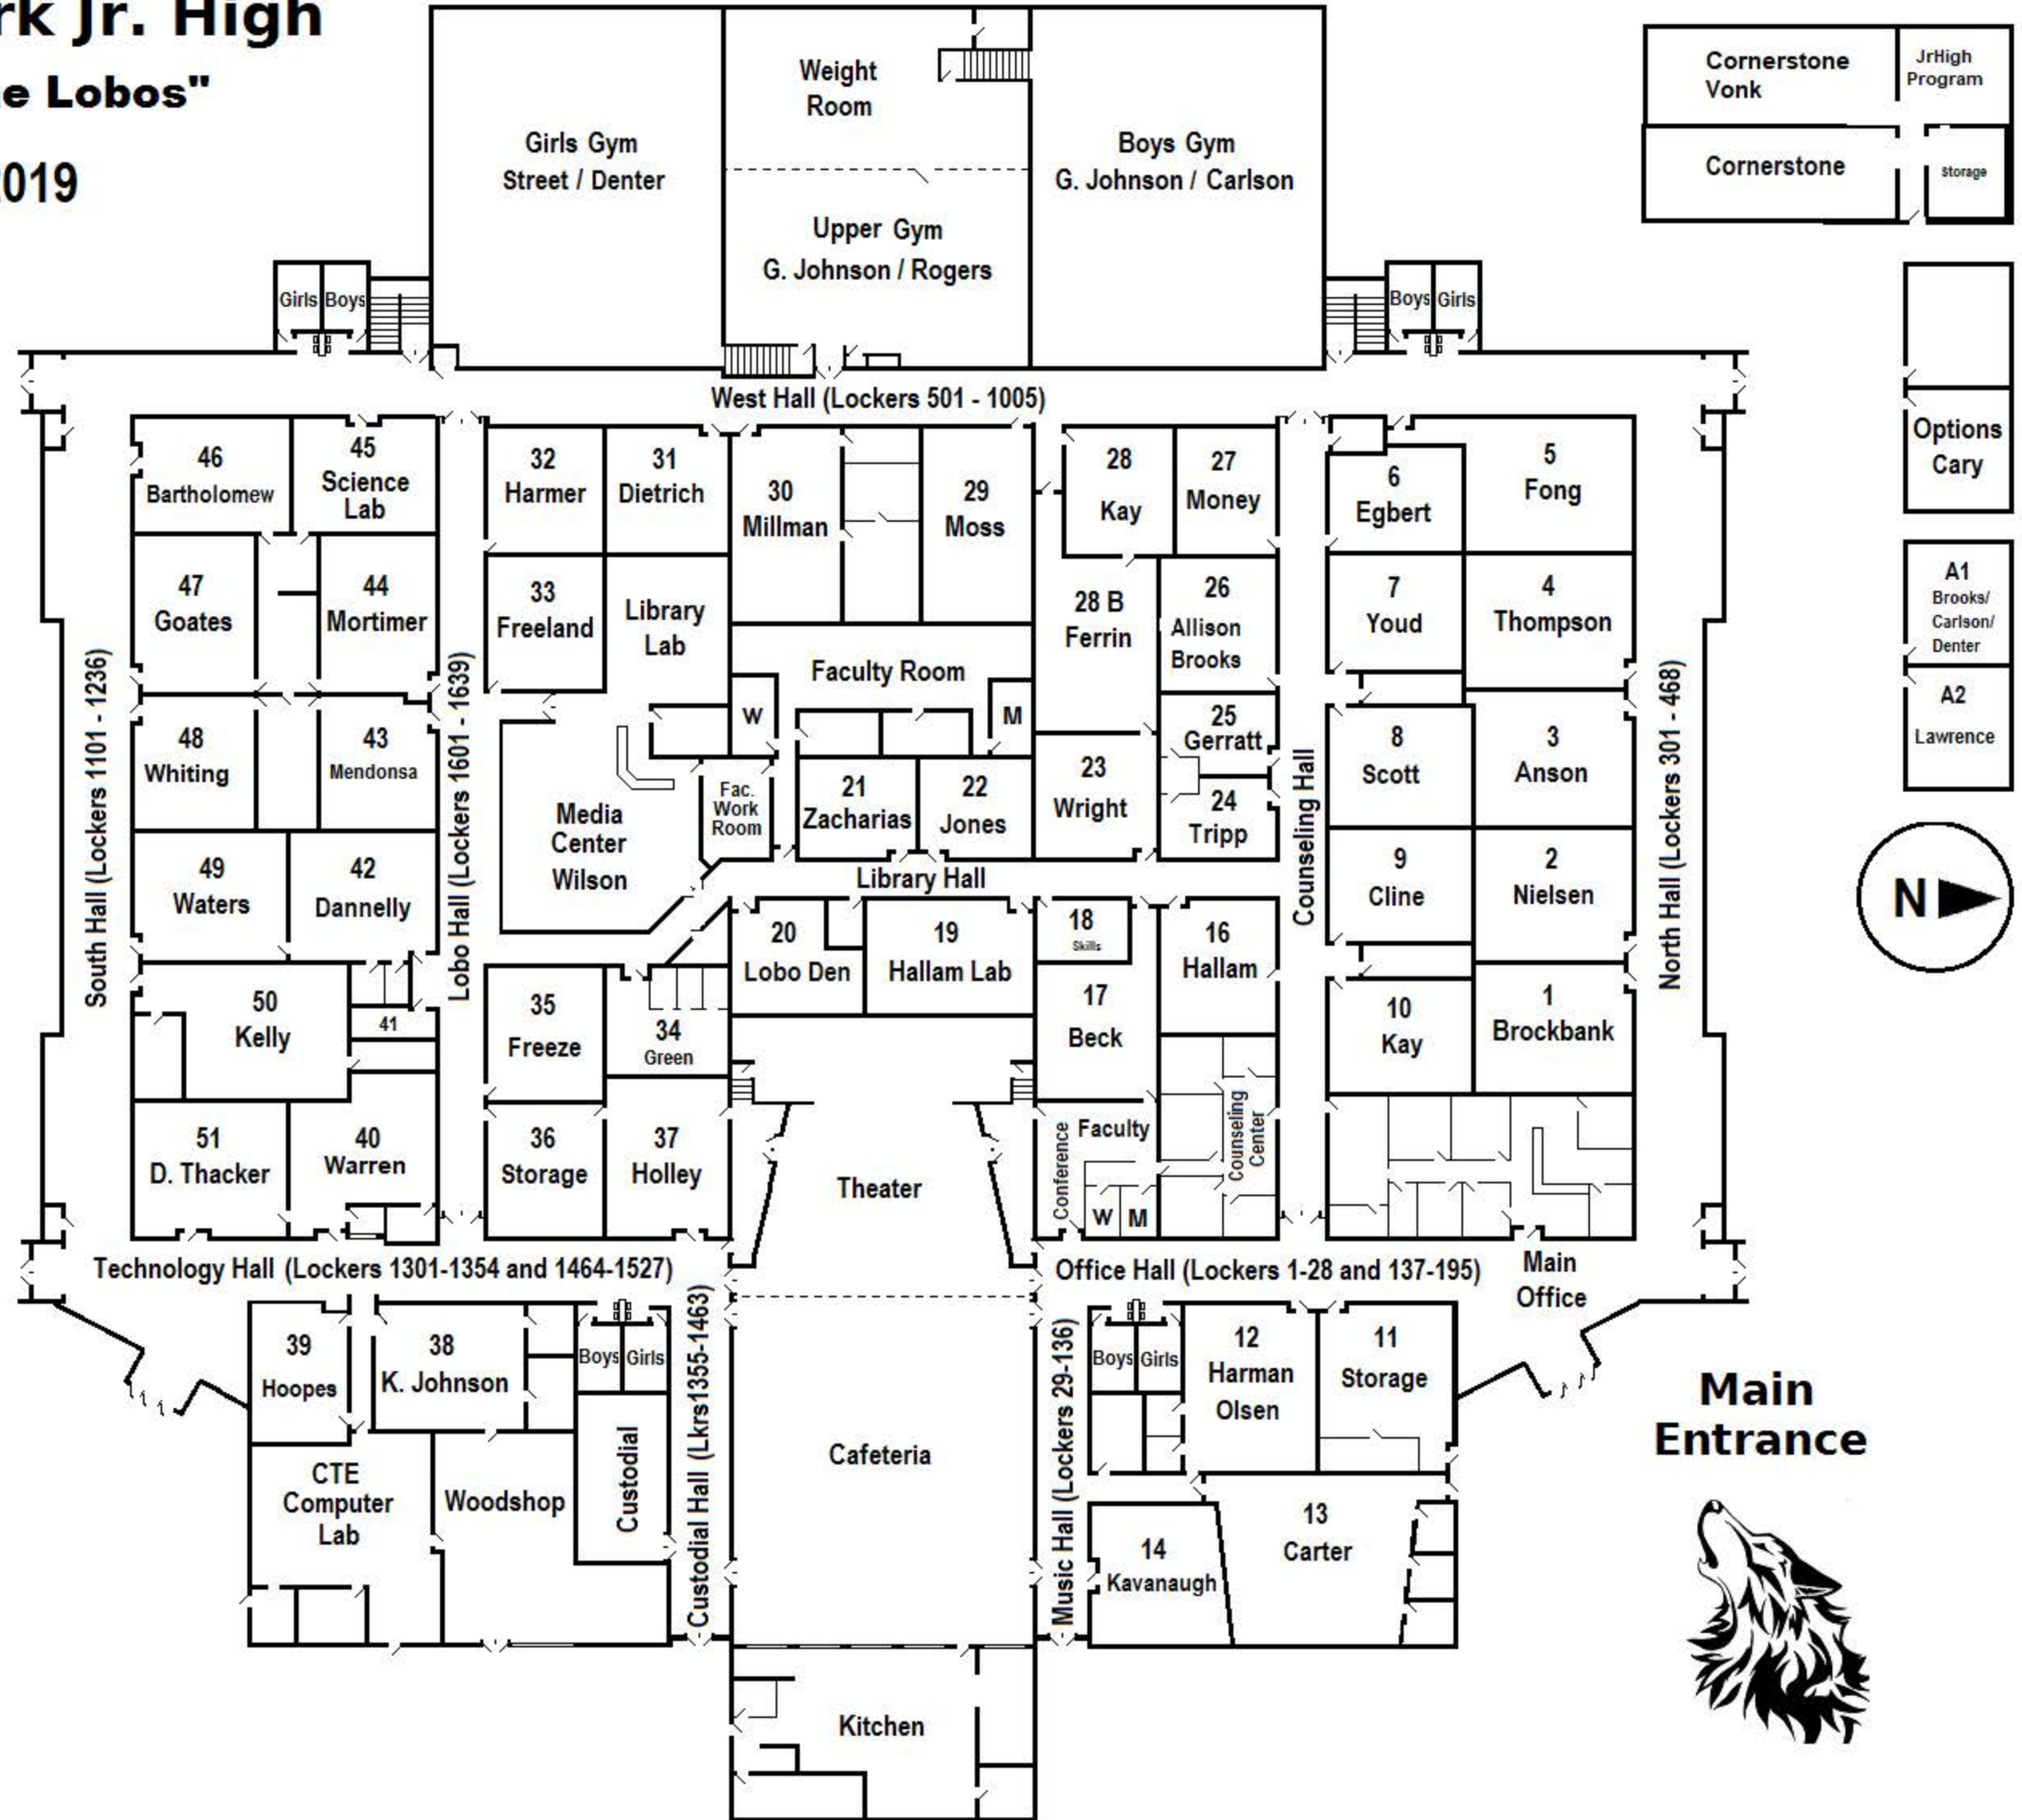 rk Jr. High
e Lobos"
2019
Weight
Room
Girls Gym
Street / Denter
Boys Gym
G. Johnson / Carlson
Upper Gym
G. Johnson / Rogers
Cornerstone
Vonk
JrHigh
Program
Cornerstone
Storage
Girls
Boys
Boys
Girls
West Hall (Lockers 501 - 1005)
Options
Cary
A1
Brooks/
Carlson/
Denter
A2
Lawrence
N
46
Bartholomew
45
Science
Lab
47
Goates
44
Mortimer
48
Whiting
43
Mendonsa
49
Waters
42
Dannelly
50
Kelly
41
51
D. Thacker
40
Warren
South Hall (Lockers 1101 - 1236)
Lobo Hall (Lockers 1601 - 1639)
32
Harmer
31
Dietrich
30
Millman
29
Moss
28
Kay
27
Money
33
Freeland
Library
Lab
28 B
Ferrin
26
Allison
Brooks
Faculty Room
W
M
25
Gerratt
24
Tripp
23
Wright
Media
Center
Wilson
Fac.
Work
Room
21
Zacharias
22
Jones
Library Hall
Counseling Hall
20
Lobo Den
19
Hallam Lab
18
Skills
16
Hallam
17
Beck
35
Freeze
34
Green
36
Storage
37
Holley
Theater
Conference
Faculty
W
M
Counseling
Center
6
Egbert
5
Fong
7
Youd
4
Thompson
8
Scott
3
Anson
9
Cline
2
Nielsen
10
Kay
1
Brockbank
North Hall (Lockers 301 - 468)
Technology Hall (Lockers 1301-1354 and 1464-1527)
Office Hall (Lockers 1-28 and 137-195)
Main
Office
39
Hoopes
38
K. Johnson
Boys
Girls
CTE
Computer
Lab
Woodshop
Custodial
Custodial Hall (Lkrs1355-1463)
Cafeteria
Music Hall (Lockers 29-136)
Boys
Girls
12
Harman
Olsen
11
Storage
14
Kavanaugh
13
Carter
Kitchen
Main
Entrance